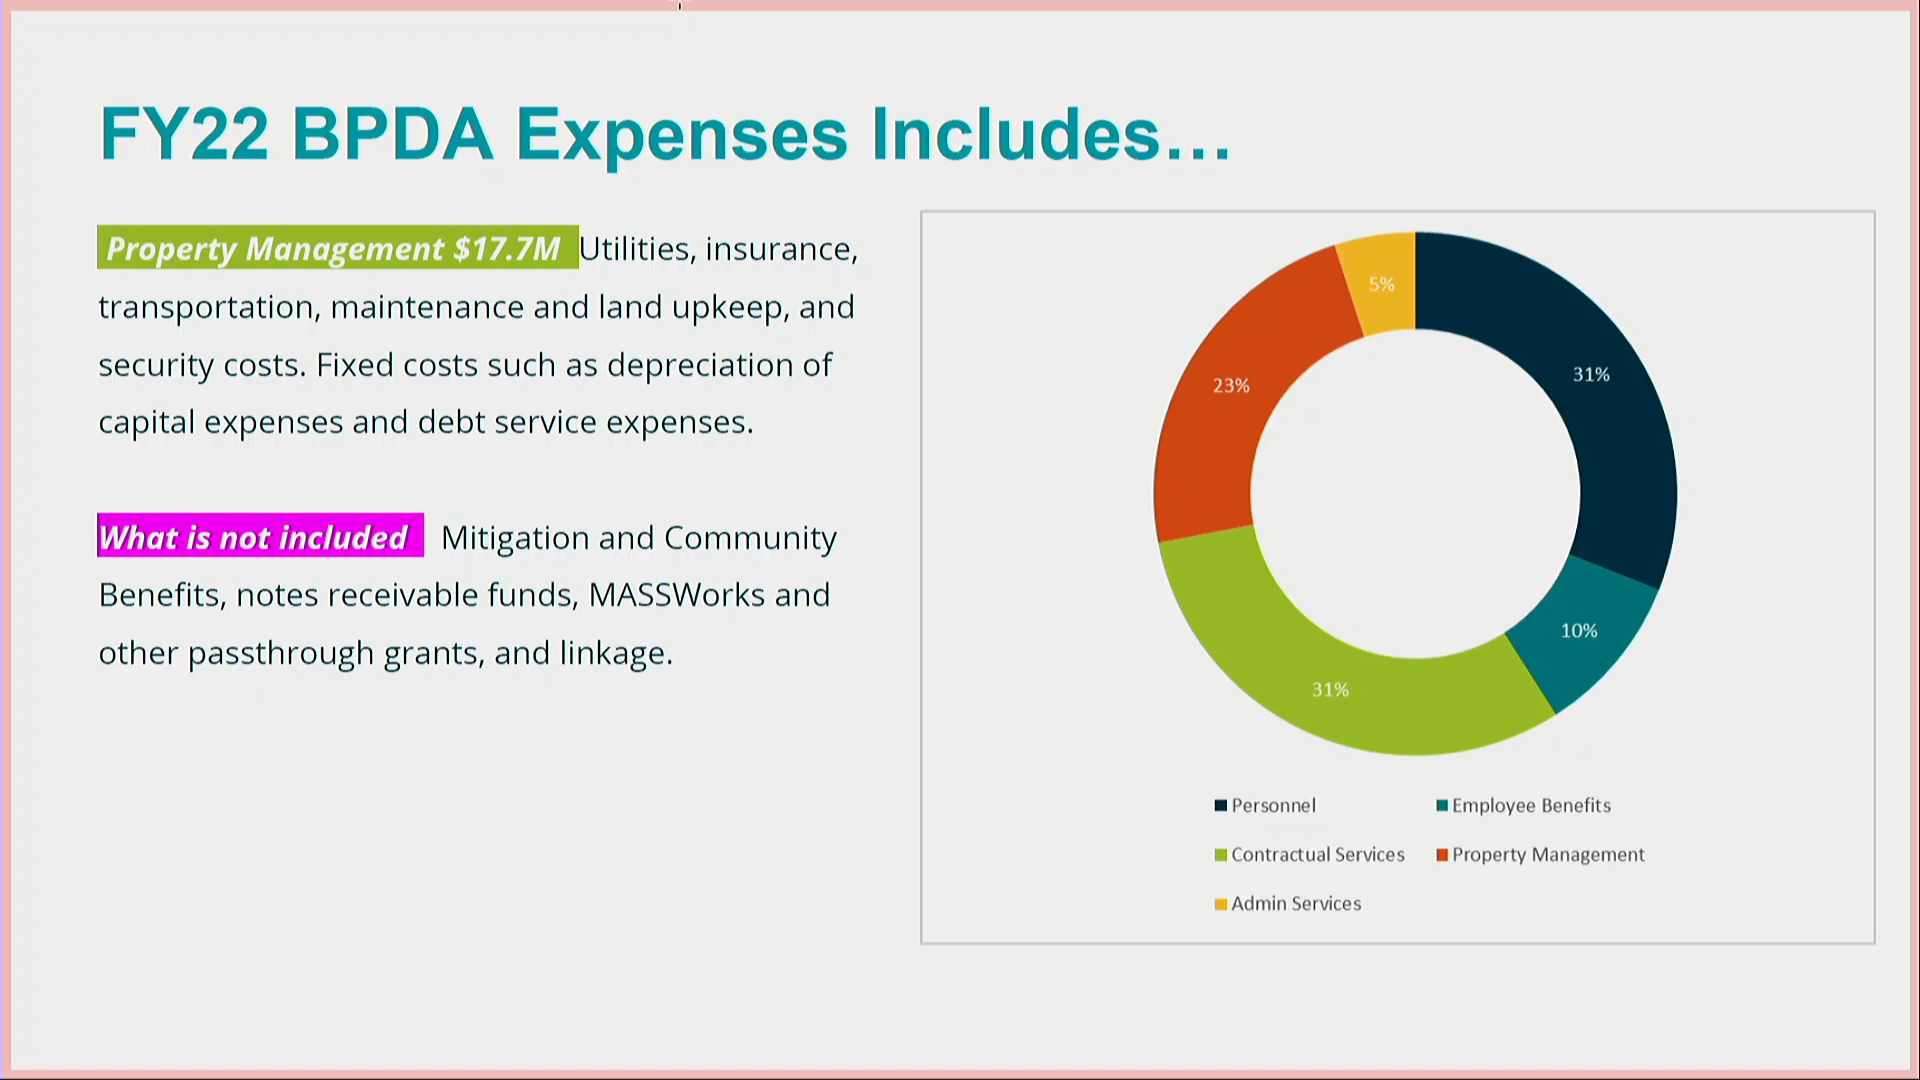 FY22 BPDA Expenses Includes…
Property Management $17.7M Utilities, insurance,
transportation, maintenance and land upkeep, and
security costs. Fixed costs such as depreciation of
capital expenses and debt service expenses.
What is not included Mitigation and Community
Benefits, notes receivable funds, MASSWorks and
other passthrough grants, and linkage.
5%
31%
23%
10%
31%
Personnel Employee Benefits
Contractual Services Property Management
Admin Services